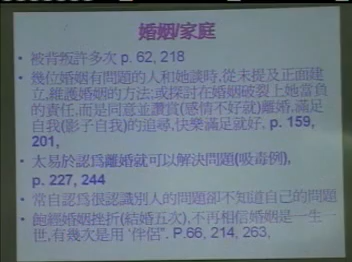 婚姻/家庭
• 被背叛許多次 p. 62, 218
• 幾位婚姻有問題的人和她談時,從未提及正面建
立,維護婚姻的方法;或探討在婚姻破裂上她當負
的責任,而是同意並讚賞(感情不好就)離婚,滿足
自我(影子自我)的追尋,快樂滿足就好, p. 159,
201,
• 太易於認爲離婚就可以解決問題(吸毒例),
p. 227, 244
• 常自認爲很認識別人的問題卻不知道自己的問題
• 飽經婚姻挫折(結婚五次),不再相信婚姻是一生一
世,有幾次是用 ‘伴侶”. P.66, 214, 263,